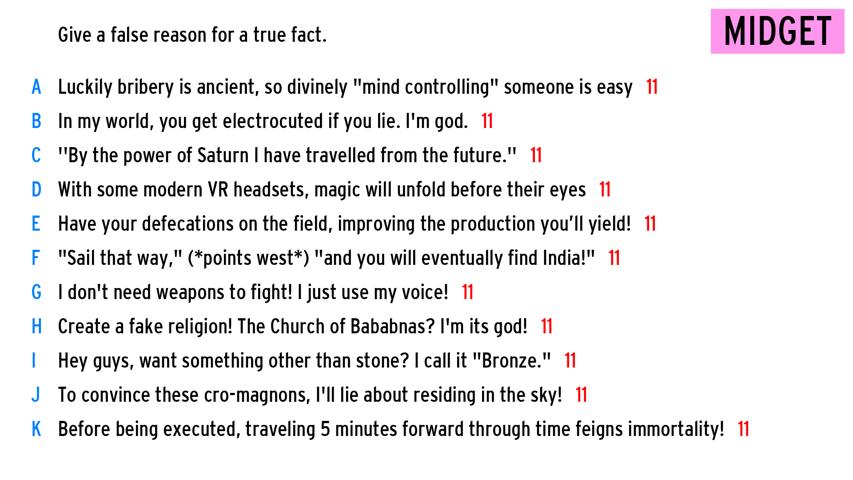 Give a false reason for a true fact.
MIDGET
A Luckily bribery is ancient, so divinely "mind controlling" someone is easy 11
B In my world, you get electrocuted if you lie. I'm god. 11
C "By the power of Saturn I have travelled from the future." 11
D With some modern VR headsets, magic will unfold before their eyes 11
E Have your defecations on the field, improving the production you'll yield! 11
F "Sail that way," (*points west*) "and you will eventually find India!" 11
G I don't need weapons to fight! I just use my voice! 11
H Create a fake religion! The Church of Bababnas? I'm its god! 11
I Hey guys, want something other than stone? I call it "Bronze." 11
J To convince these cro-magnons, I'll lie about residing in the sky! 11
K Before being executed, traveling 5 minutes forward through time feigns immortality! 11